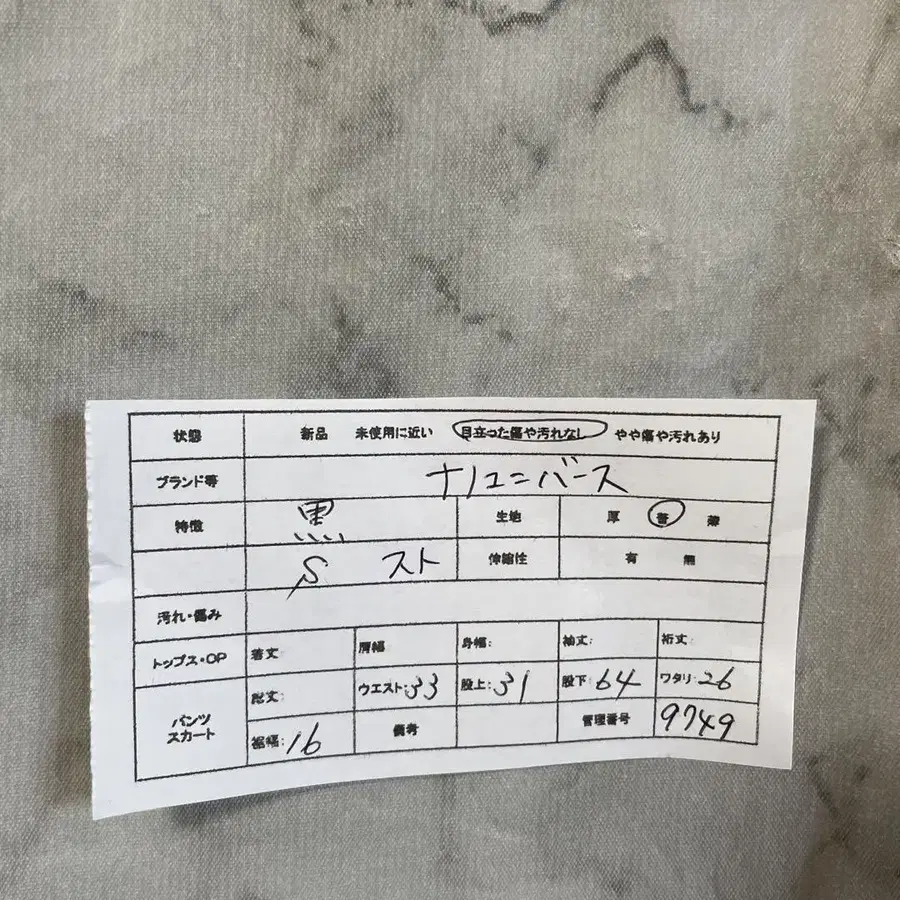 状態 新品 未使用に近い 目立った傷や汚れなし やや傷や汚れあり
ブランド等 ナノユニバース
特徴 黒 生地 厚 普 薄
S スト 伸縮性 有 無
汚れ・傷み
トップス・OP 着丈 肩幅 身幅: 袖丈: 裄丈:
パンツ スカート 総丈: ウエスト:33 股上:31 股下:64 ワタリ:26
裾幅:16 備考 管理番号 9749